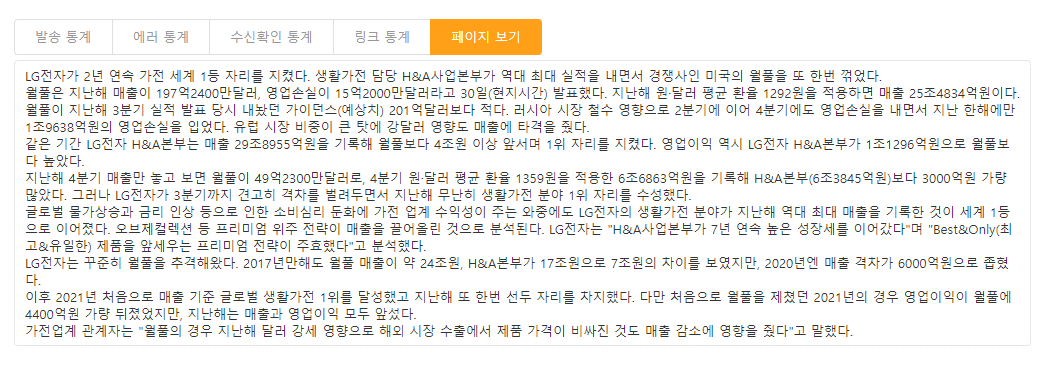 발송 통계
에러 통계
수신확인 통계
링크 통계
페이지 보기
LG전자가 2년 연속 가전 세계 1등 자리를 지켰다. 생활가전 담당 H&A사업본부가 역대 최대 실적을 내면서 경쟁사인 미국의 월풀을 또 한번 꺾었다.
월풀은 지난해 매출이 197억2400만달러, 영업손실이 15억2000만달러라고 30일(현지시간) 발표했다. 지난해 원·달러 평균 환율 1292원을 적용하면 매출 25조4834억원이다.
월풀이 지난해 3분기 실적 발표 당시 내놨던 가이던스(예상치) 201억달러보다 적다. 러시아 시장 철수 영향으로 2분기에 이어 4분기에도 영업손실을 내면서 지난 한해에만
1조9638억원의 영업손실을 입었다. 유럽 시장 비중이 큰 탓에 강달러 영향도 매출에 타격을 줬다.
같은 기간 LG전자 H&A본부는 매출 29조8955억원을 기록해 월풀보다 4조원 이상 앞서며 1위 자리를 지켰다. 영업이익 역시 LG전자 H&A본부가 1조1296억원으로 월풀보
다 높았다.
지난해 4분기 매출만 놓고 보면 월풀이 49억2300만달러로, 4분기 원·달러 평균 환율 1359원을 적용한 6조6863억원을 기록해 H&A본부(6조3845억원)보다 3000억원 가량
많았다. 그러나 LG전자가 3분기까지 견고히 격차를 벌려두면서 지난해 무난히 생활가전 분야 1위 자리를 수성했다.
글로벌 물가상승과 금리 인상 등으로 인한 소비심리 둔화에 가전 업계 수익성이 주는 와중에도 LG전자의 생활가전 분야가 지난해 역대 최대 매출을 기록한 것이 세계 1등
으로 이어졌다. 오브제컬렉션 등 프리미엄 위주 전략이 매출을 끌어올린 것으로 분석된다. LG전자는 "H&A사업본부가 7년 연속 높은 성장세를 이어갔다"며 "Best&Only(최
고&유일한) 제품을 앞세우는 프리미엄 전략이 주효했다"고 분석했다.
LG전자는 꾸준히 월풀을 추격해왔다. 2017년만해도 월풀 매출이 약 24조원, H&A본부가 17조원으로 7조원의 차이를 보였지만, 2020년엔 매출 격차가 6000억원으로 좁혔
다.
이후 2021년 처음으로 매출 기준 글로벌 생활가전 1위를 달성했고 지난해 또 한번 선두 자리를 차지했다. 다만 처음으로 월풀을 제쳤던 2021년의 경우 영업이익이 월풀에
4400억원 가량 뒤졌었지만, 지난해는 매출과 영업이익 모두 앞섰다.
가전업계 관계자는 "월풀의 경우 지난해 달러 강세 영향으로 해외 시장 수출에서 제품 가격이 비싸진 것도 매출 감소에 영향을 줬다"고 말했다.